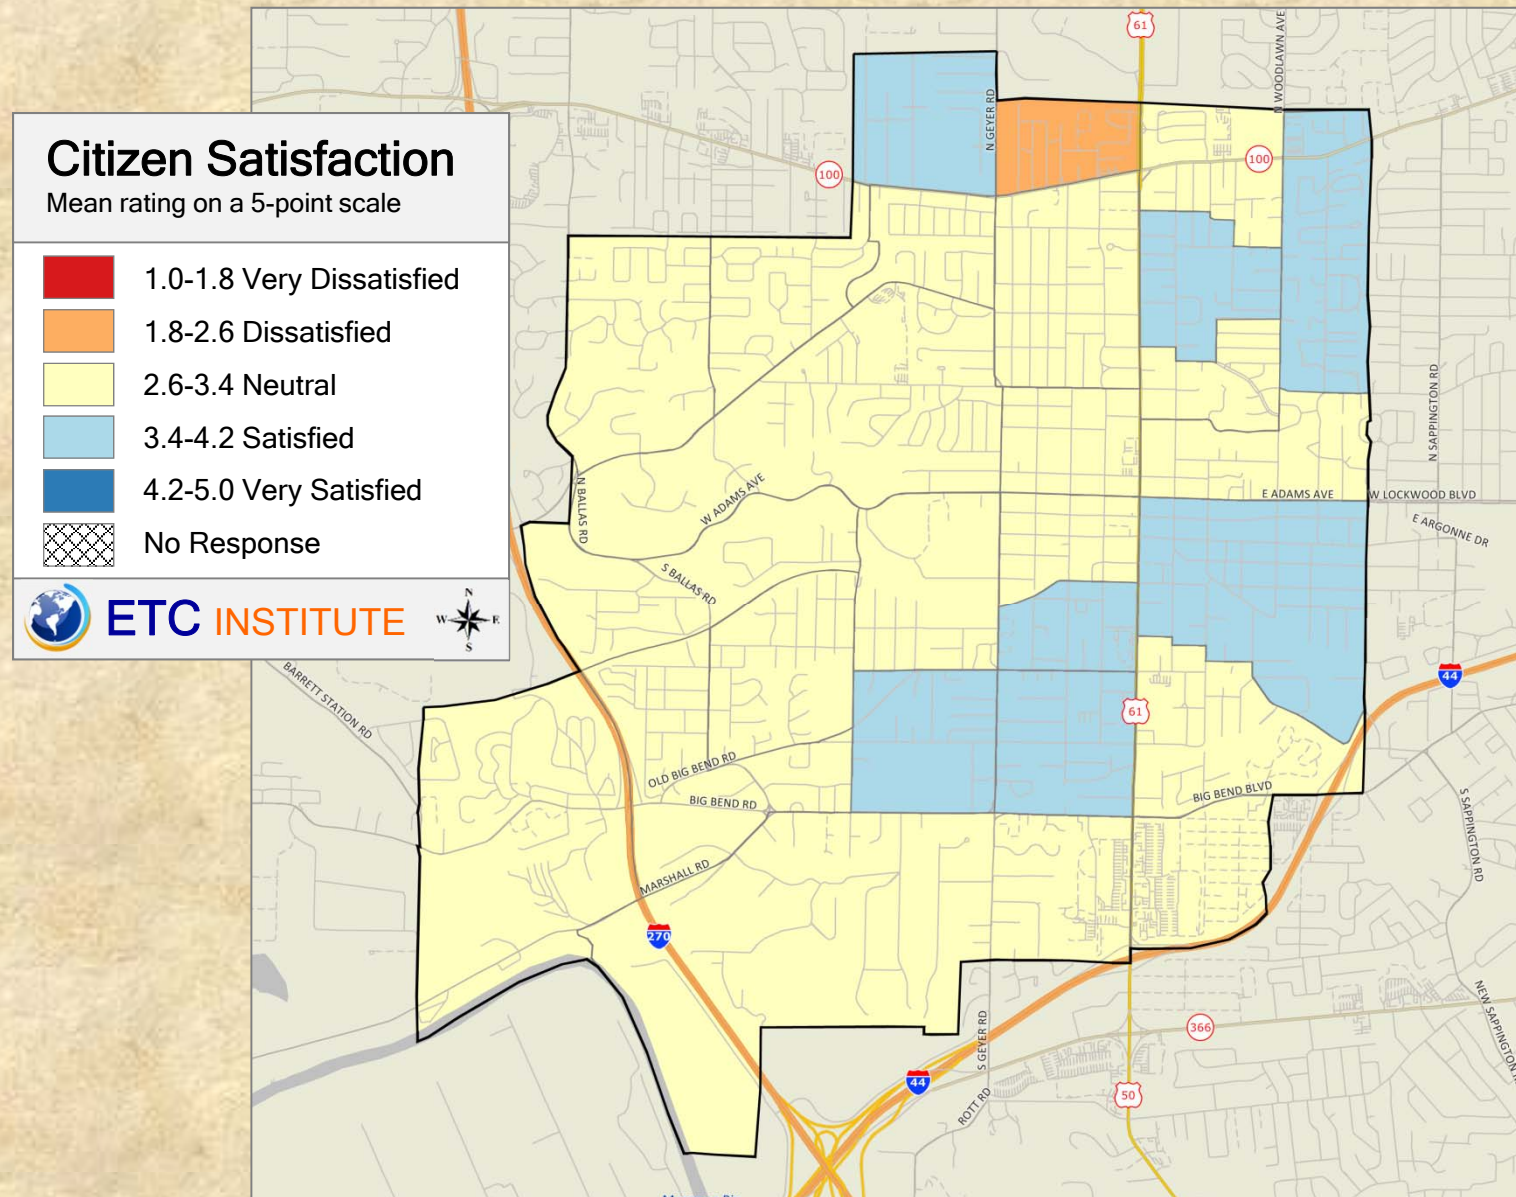 Citizen Satisfaction
Mean rating on a 5-point scale
1.0-1.8 Very Dissatisfied
1.8-2.6 Dissatisfied
2.6-3.4 Neutral
3.4-4.2 Satisfied
4.2-5.0 Very Satisfied
No Response
ETC INSTITUTE
N
W E
S
61
N WOODLAWN AVE
N GEYER RD
100
100
N SAPPINGTON RD
N BALLAS RD
W ADAMS AVE
E ADAMS AVE
W LOCKWOOD BLVD
E ARGONNE DR
S BALLAS RD
BARRETT STATION RD
44
61
OLD BIG BEND RD
BIG BEND RD
BIG BEND BLVD
S SAPPINGTON RD
MARSHALL RD
270
NEW SAPPINGTON
S GEYER RD
366
44
50
ROTT RD